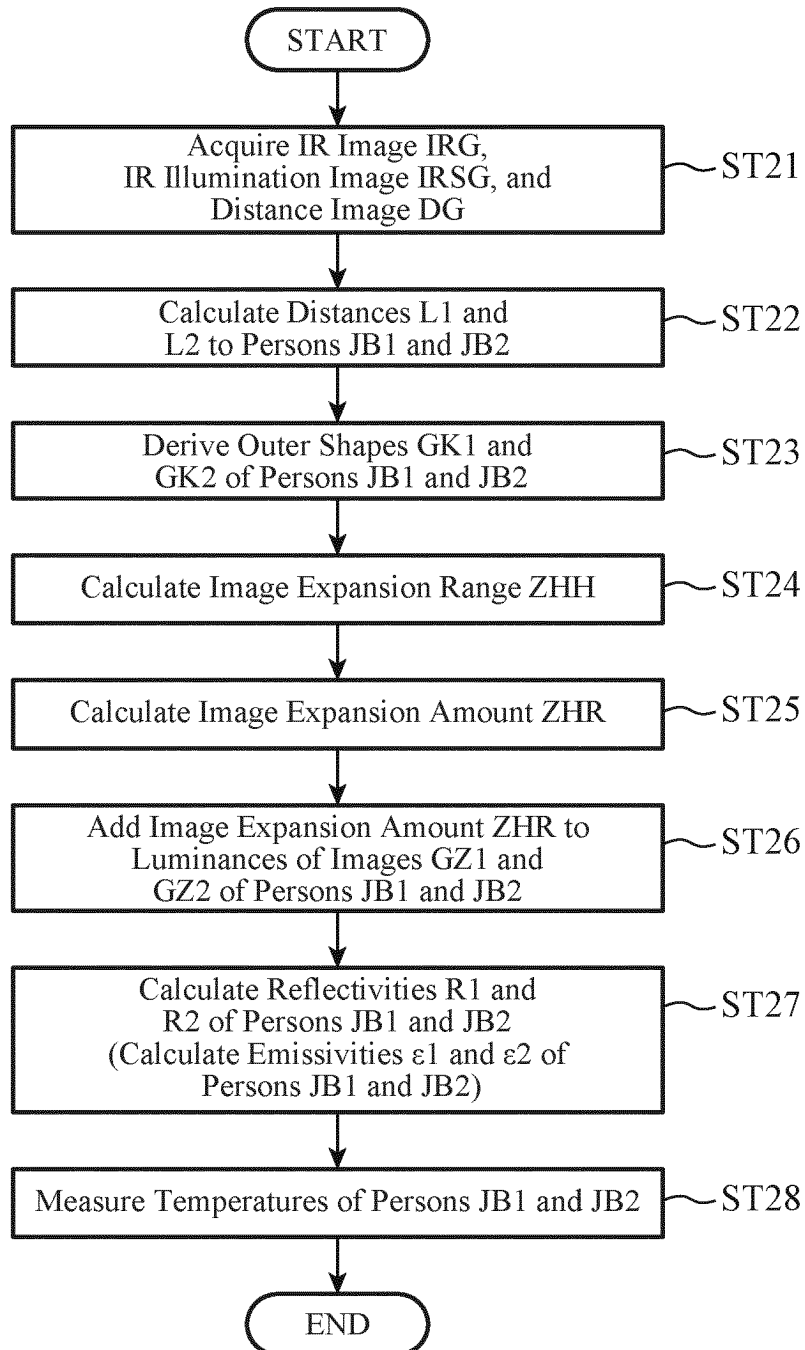 START
Acquire IR Image IRG,
IR Illumination Image IRSG, and
Distance Image DG
ST21
Calculate Distances L1 and
L2 to Persons JB1 and JB2
ST22
Derive Outer Shapes GK1 and
GK2 of Persons JB1 and JB2
ST23
Calculate Image Expansion Range ZHH
ST24
Calculate Image Expansion Amount ZHR
ST25
Add Image Expansion Amount ZHR to
Luminances of Images GZ1 and
GZ2 of Persons JB1 and JB2
ST26
Calculate Reflectivities R1 and
R2 of Persons JB1 and JB2
(Calculate Emissivities ε1 and ε2 of
Persons JB1 and JB2)
ST27
Measure Temperatures of Persons JB1 and JB2
ST28
END